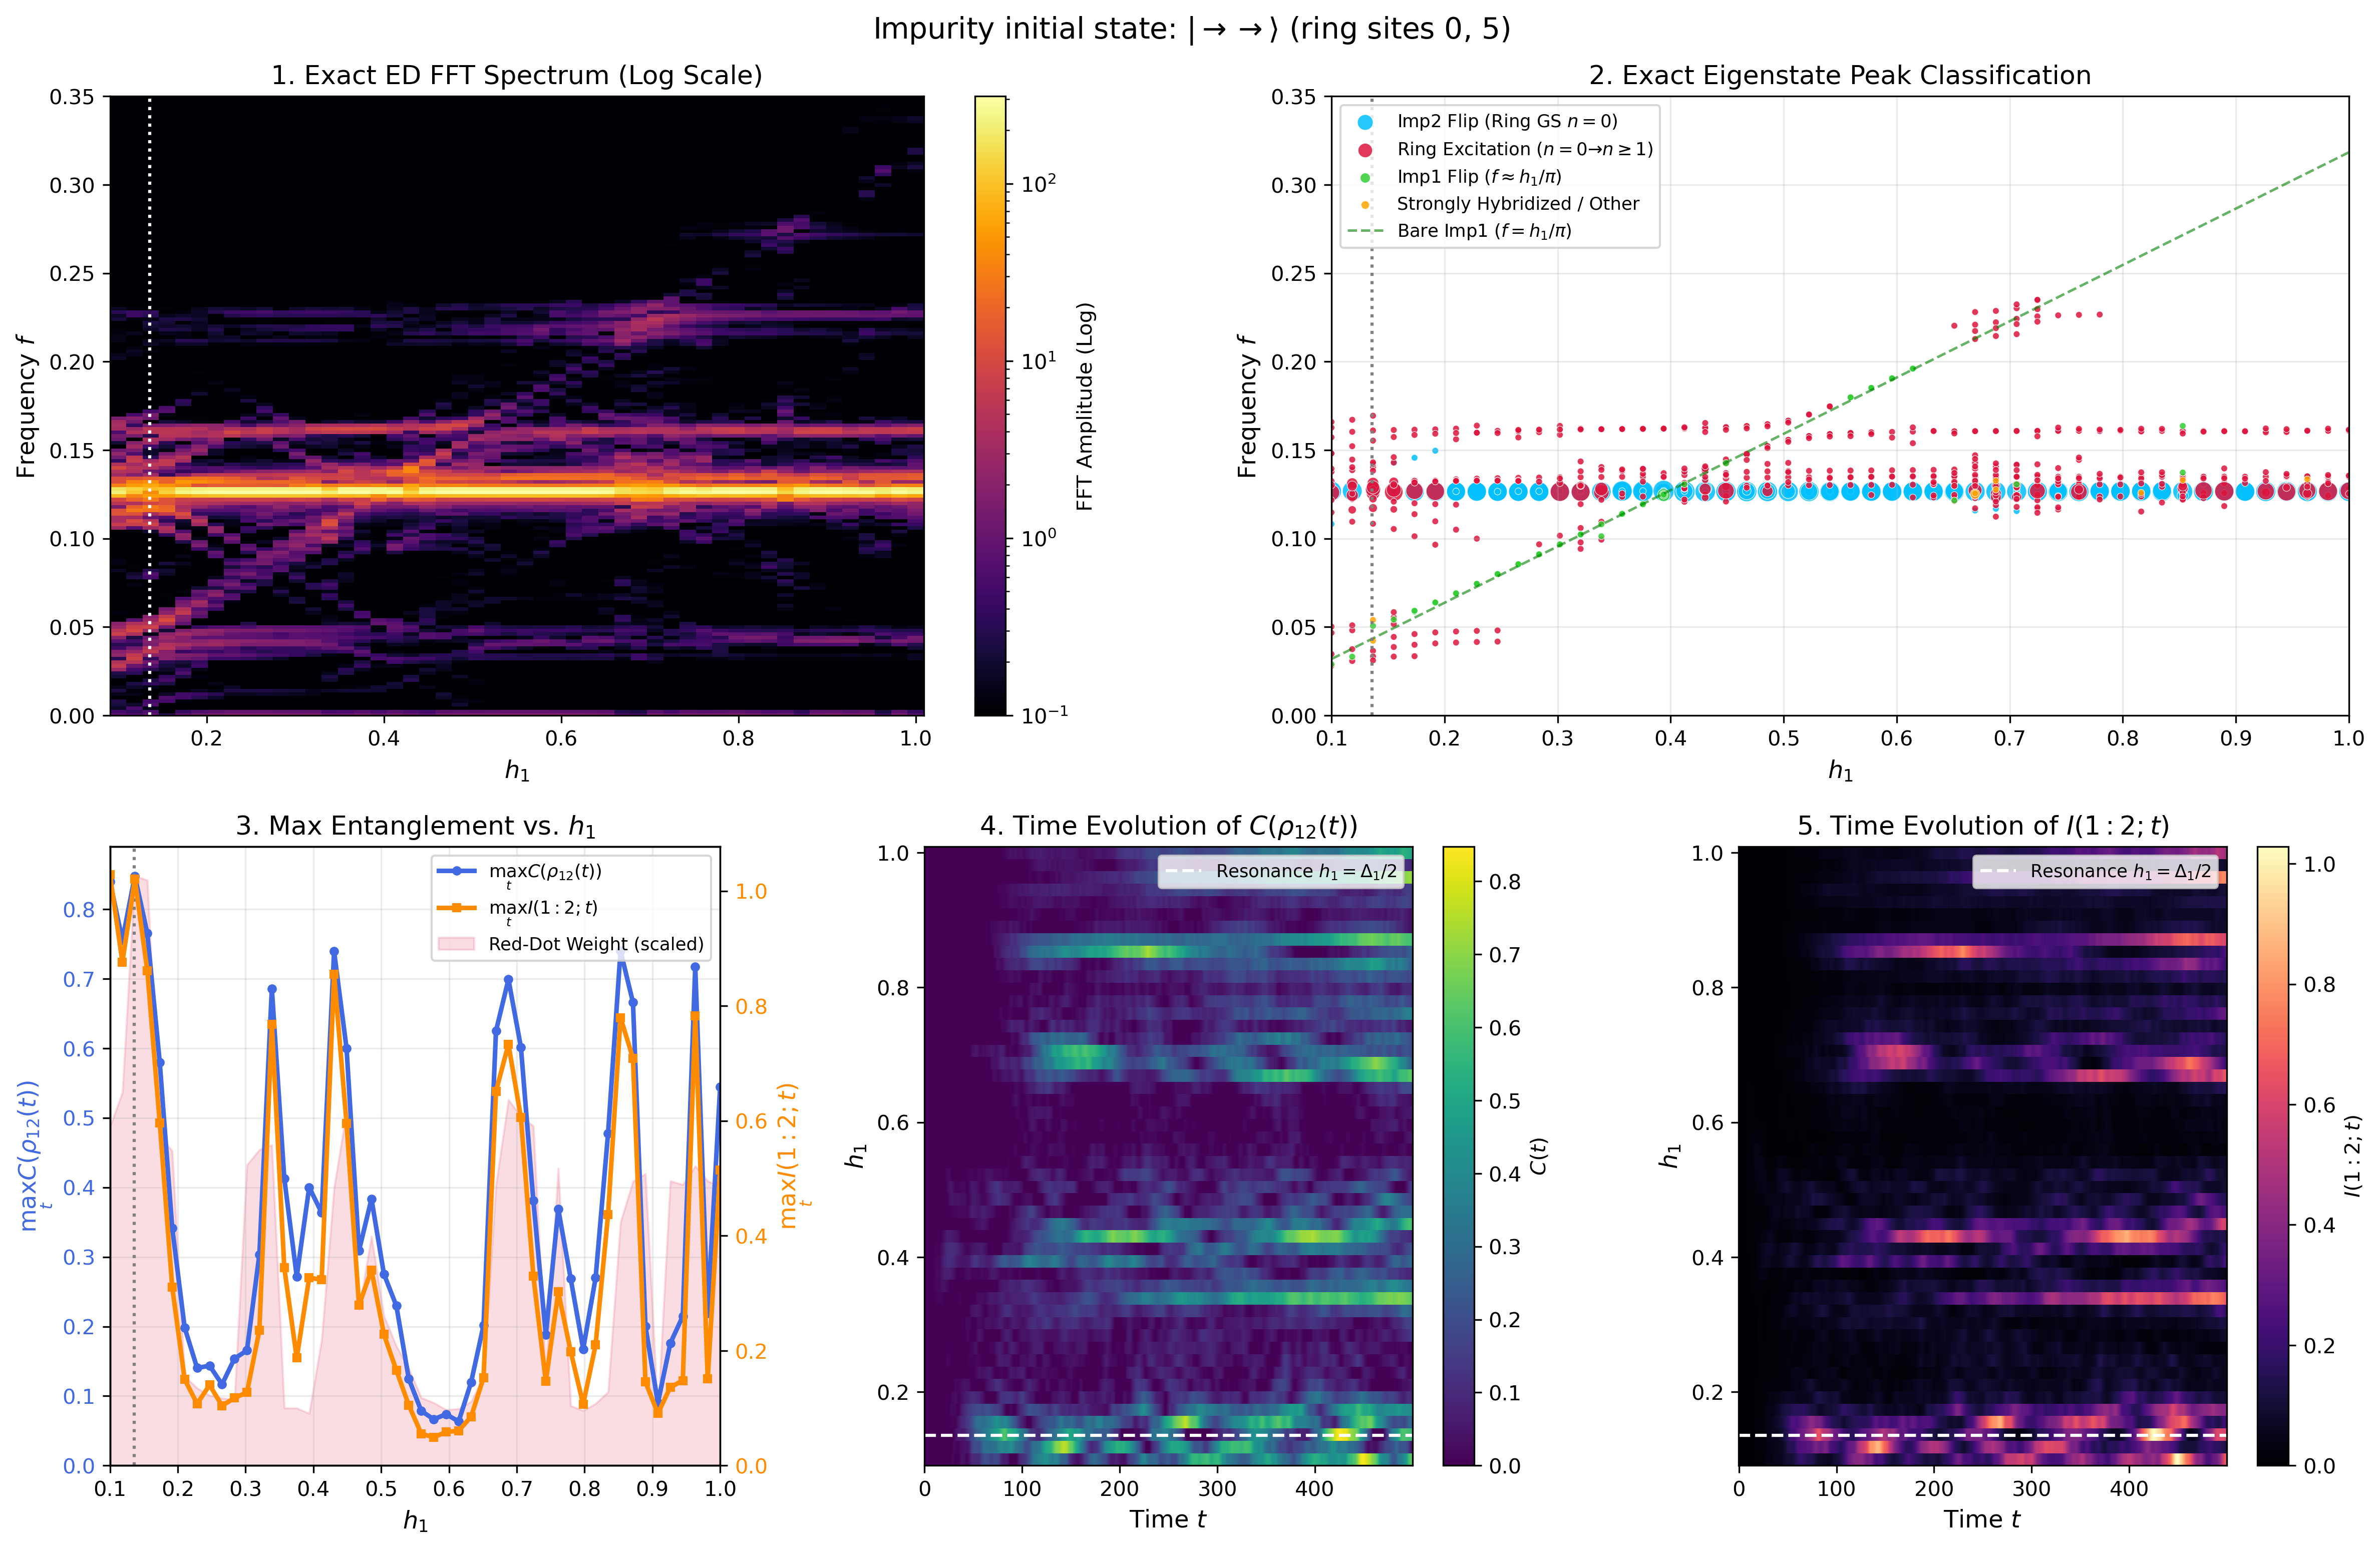 Impurity initial state: |→→⟩ (ring sites 0, 5)
1. Exact ED FFT Spectrum (Log Scale)
Frequency f
0.35
0.30
0.25
0.20
0.15
0.10
0.05
0.00
0.2
0.4
0.6
0.8
1.0
h₁
10²
10¹
10⁰
10⁻¹
FFT Amplitude (Log)
2. Exact Eigenstate Peak Classification
Frequency f
0.35
0.30
0.25
0.20
0.15
0.10
0.05
0.00
Imp2 Flip (Ring GS n = 0)
Ring Excitation (n = 0→n ≥ 1)
Imp1 Flip (f ≈ h₁/π)
Strongly Hybridized / Other
Bare Imp1 (f = h₁/π)
0.1
0.2
0.3
0.4
0.5
0.6
0.7
0.8
0.9
1.0
h₁
3. Max Entanglement vs. h₁
max C(ρ₁₂(t))
t
0.8
0.7
0.6
0.5
0.4
0.3
0.2
0.1
0.0
max C(ρ₁₂(t))
t
max I(1 : 2; t)
t
Red-Dot Weight (scaled)
1.0
0.8
0.6
0.4
0.2
0.0
max I(1 : 2; t)
t
0.1
0.2
0.3
0.4
0.5
0.6
0.7
0.8
0.9
1.0
h₁
4. Time Evolution of C(ρ₁₂(t))
h₁
1.0
0.8
0.6
0.4
0.2
Resonance h₁ = Δ₁/2
0
100
200
300
400
Time t
0.8
0.7
0.6
0.5
0.4
0.3
0.2
0.1
0.0
C(t)
5. Time Evolution of I(1 : 2; t)
h₁
1.0
0.8
0.6
0.4
0.2
Resonance h₁ = Δ₁/2
0
100
200
300
400
Time t
1.0
0.8
0.6
0.4
0.2
0.0
I(1 : 2; t)